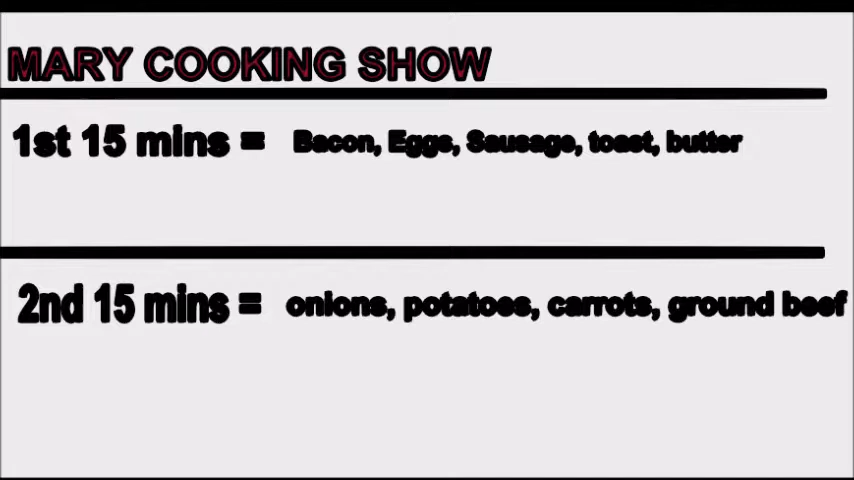 MARY COOKING SHOW
1st 15 mins = Bacon, Eggs, Sausage, toast, butter
2nd 15 mins = onions, potatoes, carrots, ground beef